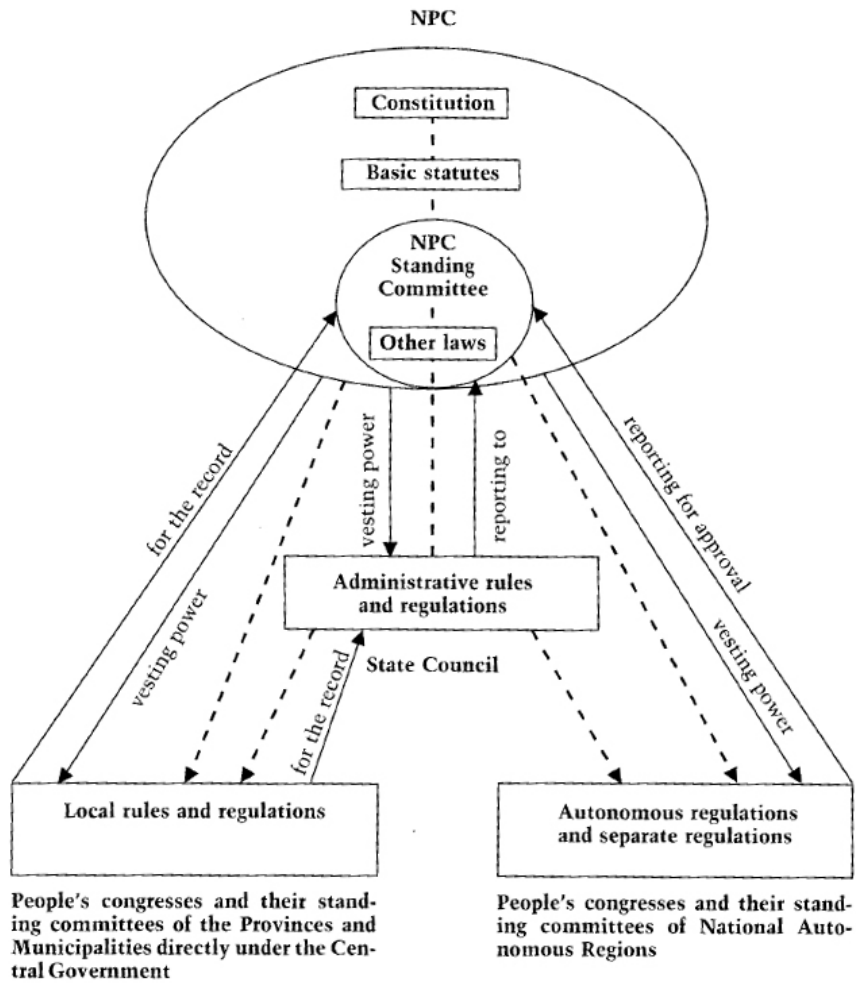 NPC
Constitution
Basic statutes
NPC
Standing
Committee
Other laws
for the record
vesting power
vesting power
reporting to
reporting for approval
vesting power
Administrative rules
and regulations
State Council
for the record
Local rules and regulations
Autonomous regulations
and separate regulations
People's congresses and their stand-
ing committees of the Provinces and
Municipalities directly under the Cen-
tral Government
People's congresses and their stand-
ing committees of National Auto-
nomous Regions